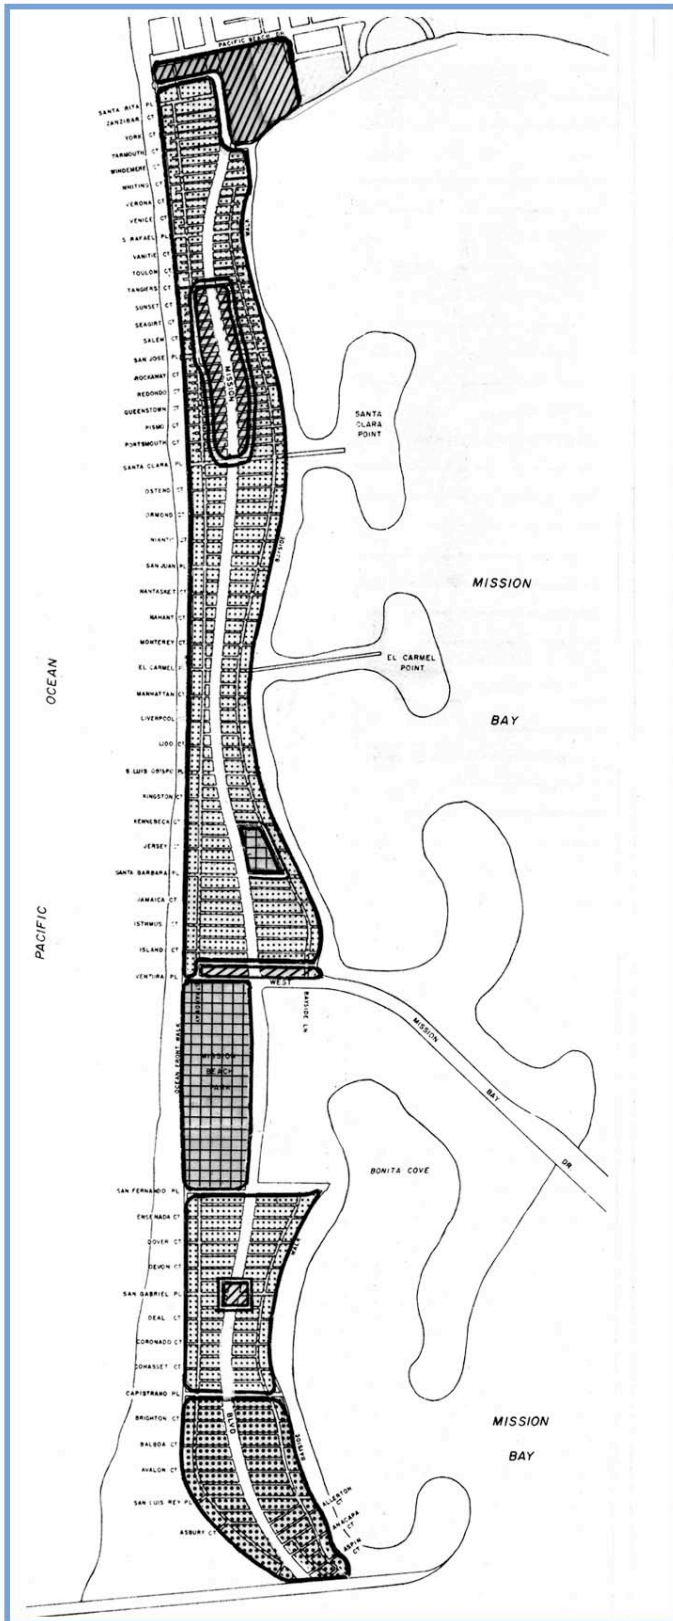 PACIFIC BEACH DR.
SANTA RITA PL
ZANZIBAR CT
YORK CT
YARMOUTH CT
WINDEMERE CT
WHITING CT
VERONA CT
VENICE CT
S. RAFAEL PL
VANITIE CT
TOULON CT
TANGIERS CT
SUNSET CT
SEAGIRT CT
SALEM CT
SAN JOSE PL
ROCKAWAY CT
REDONDO CT
QUEENSTOWN CT
PISMO CT
PORTSMOUTH CT
SANTA CLARA PL
OSTEND CT
ORMOND CT
NIANTIC CT
SAN JUAN PL
NANTASKET CT
NAHANT CT
MONTEREY CT
EL CARMEL P
MANHATTAN CT
LIVERPOOL
LIDO CT
S. LUIS OBISPO PL
KINGSTON CT
KENNEBECK CT
JERSEY CT
SANTA BARBARA PL
JAMAICA CT
ISTHMUS CT
ISLAND CT
VENTURA PL
WALK
MISSION
BAYSIDE
SANTA
CLARA
POINT
EL CARMEL
POINT
MISSION
BAY
OCEAN
PACIFIC
WEST
STRANDWAY
BAYSIDE LN
OCEAN FRONT WALK
MISSION
BEACH
PARK
MISSION
BAY
DR.
BONITA COVE
SAN FERNANDO PL
ENSENADA CT
DOVER CT
DEVON CT
SAN GABRIEL PL
DEAL CT
CORONADO CT
COHASSET CT
CAPISTRANO PL
BRIGHTON CT
BALBOA CT
AVALON CT
SAN LUIS REY PL
ASBURY CT
WALK
BLVD
BAYSIDE
ALLERTON
CT
ANACAPA
CT
ASPIN
CT
MISSION
BAY